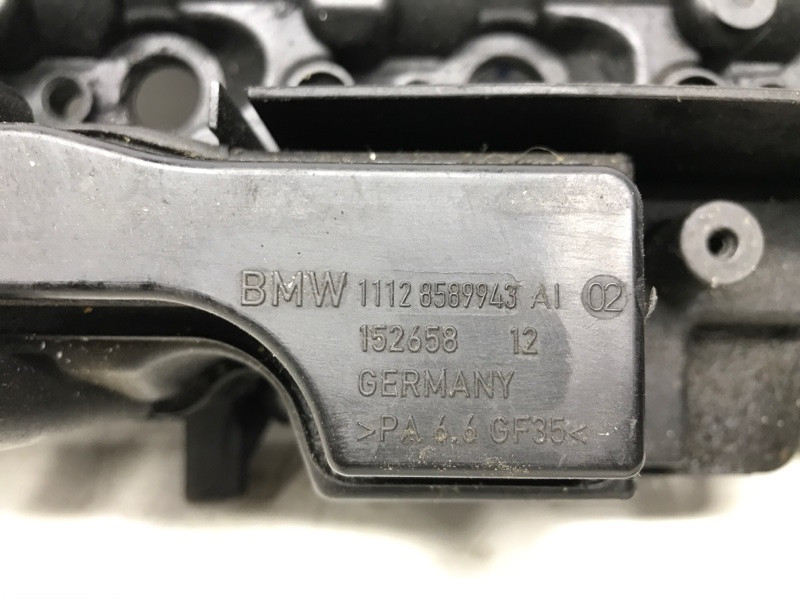 BMW 1112 8589943 AI 02
152658 12
GERMANY
>PA 6.6 GF35<